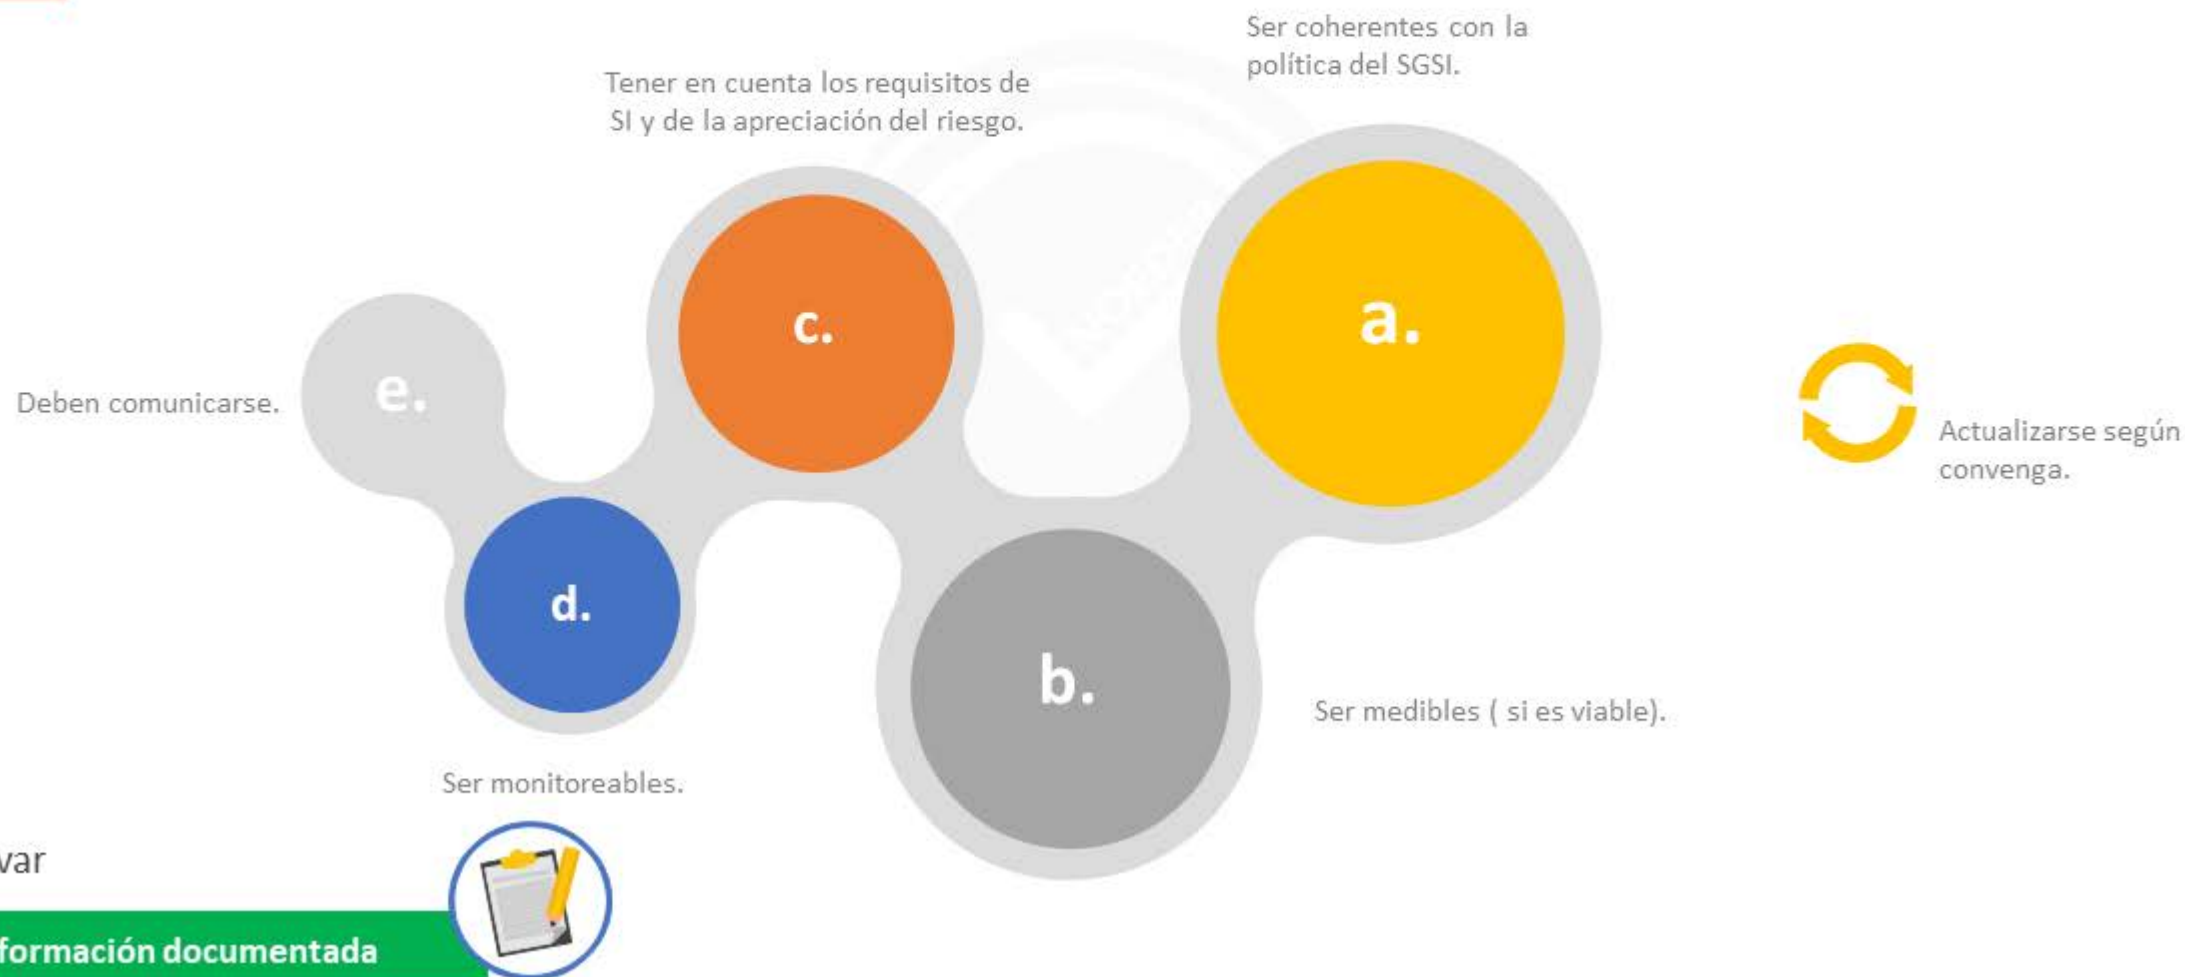 Ser coherentes con la
política del SGSI.
Tener en cuenta los requisitos de
SI y de la apreciación del riesgo.
c.
a.
e.
Deben comunicarse.
Actualizarse según
convenga.
d.
b.
Ser medibles ( si es viable).
Ser monitoreables.
var
formación documentada